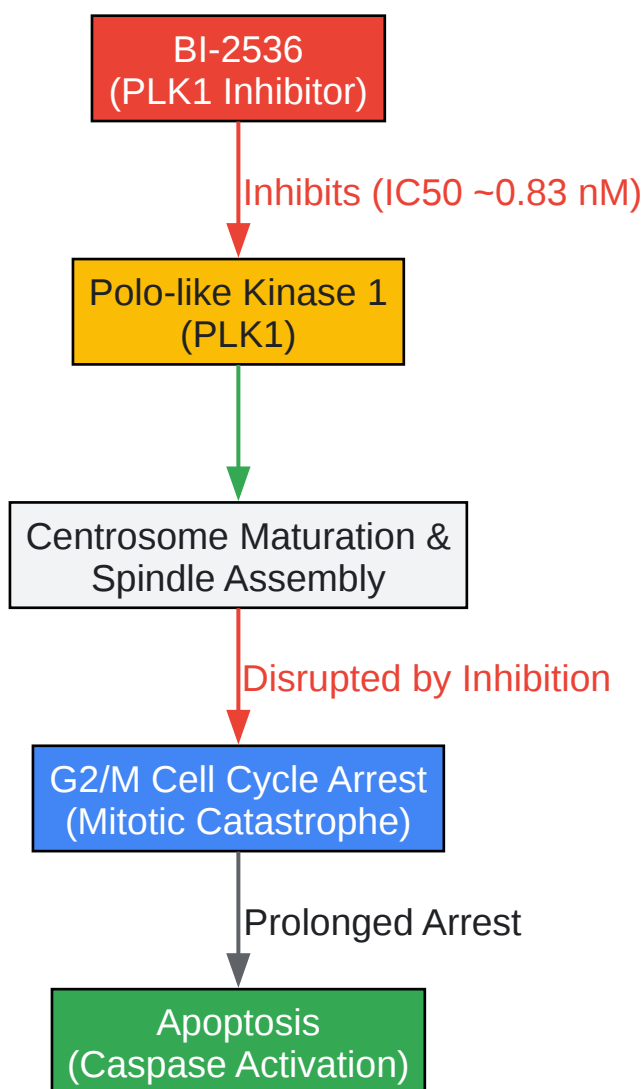 BI-2536
(PLK1 Inhibitor)
Inhibits (IC50 ~0.83 nM)
Polo-like Kinase 1
(PLK1)
Centrosome Maturation &
Spindle Assembly
Disrupted by Inhibition
G2/M Cell Cycle Arrest
(Mitotic Catastrophe)
Prolonged Arrest
Apoptosis
(Caspase Activation)